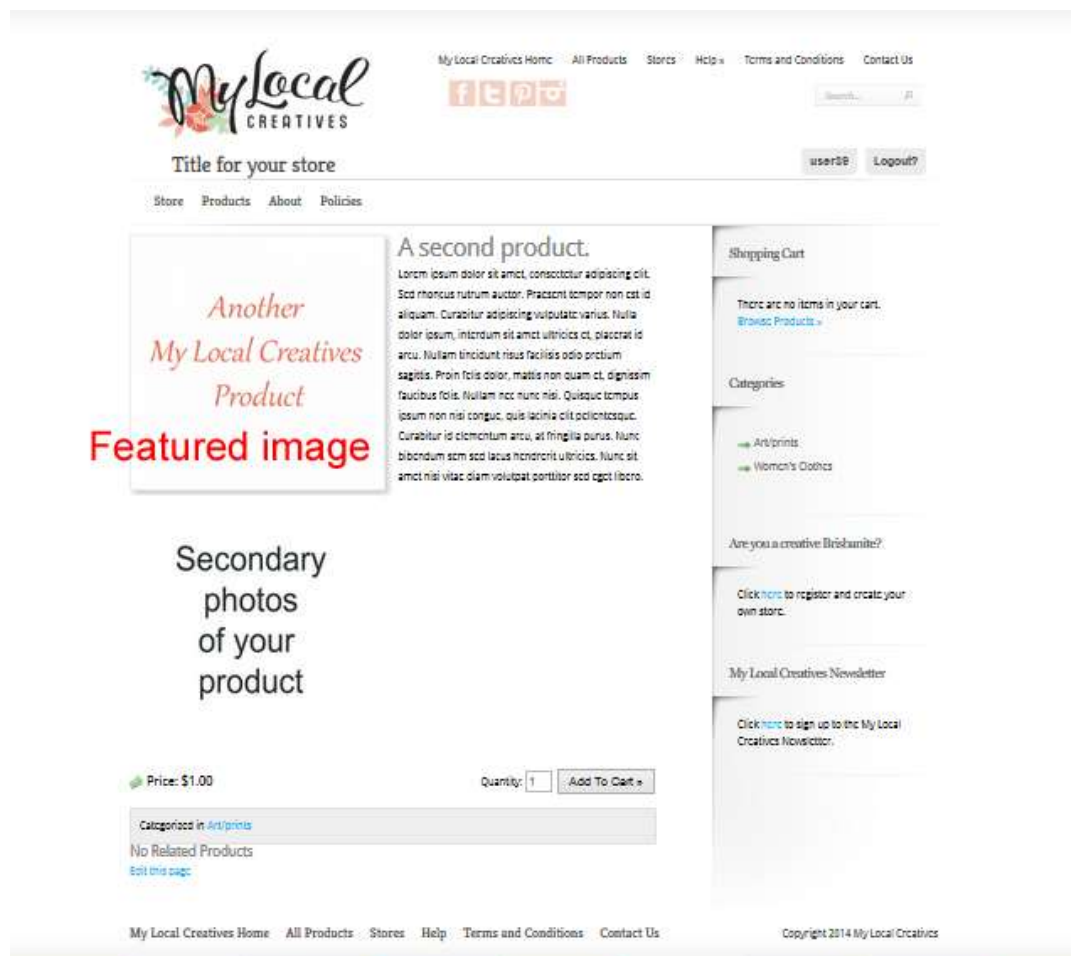 My Local
CREATIVES
My Local Creatives Home All Products Stores Help » Terms and Conditions Contact Us
Search...
Title for your store
user39 Logout?
Store Products About Policies
Another
My Local Creatives
Product
Featured image
A second product.
Lorem ipsum dolor sit amet, consectetur adipiscing elit.
Sed rhoncus rutrum auctor. Praesent tempor non est id
aliquam. Curabitur adipiscing vulputate varius. Nulla
dolor ipsum, interdum sit amet ultricies et, placerat id
arcu. Nullam tincidunt risus facilisis odio pretium
sagittis. Proin felis dolor, mattis non quam et, dignissim
faucibus felis. Nullam nec nunc nisi. Quisque tempus
ipsum non nisi congue, quis lacinia elit pellentesque.
Curabitur id elementum arcu, at fringilla purus. Nunc
bibendum sem sed lacus hendrerit ultricies. Nunc sit
amet nisi vitae diam volutpat porttitor sed eget libero.
Secondary
photos
of your
product
Price: $1.00
Quantity: 1 Add To Cart »
Categorized in Art/prints
No Related Products
Edit this page
Shopping Cart
There are no items in your cart.
Browse Products »
Categories
Art/prints
Women's Clothes
Are you a creative Brisbanite?
Click here to register and create your
own store.
My Local Creatives Newsletter
Click here to sign up to the My Local
Creatives Newsletter.
My Local Creatives Home All Products Stores Help Terms and Conditions Contact Us
Copyright 2014 My Local Creatives